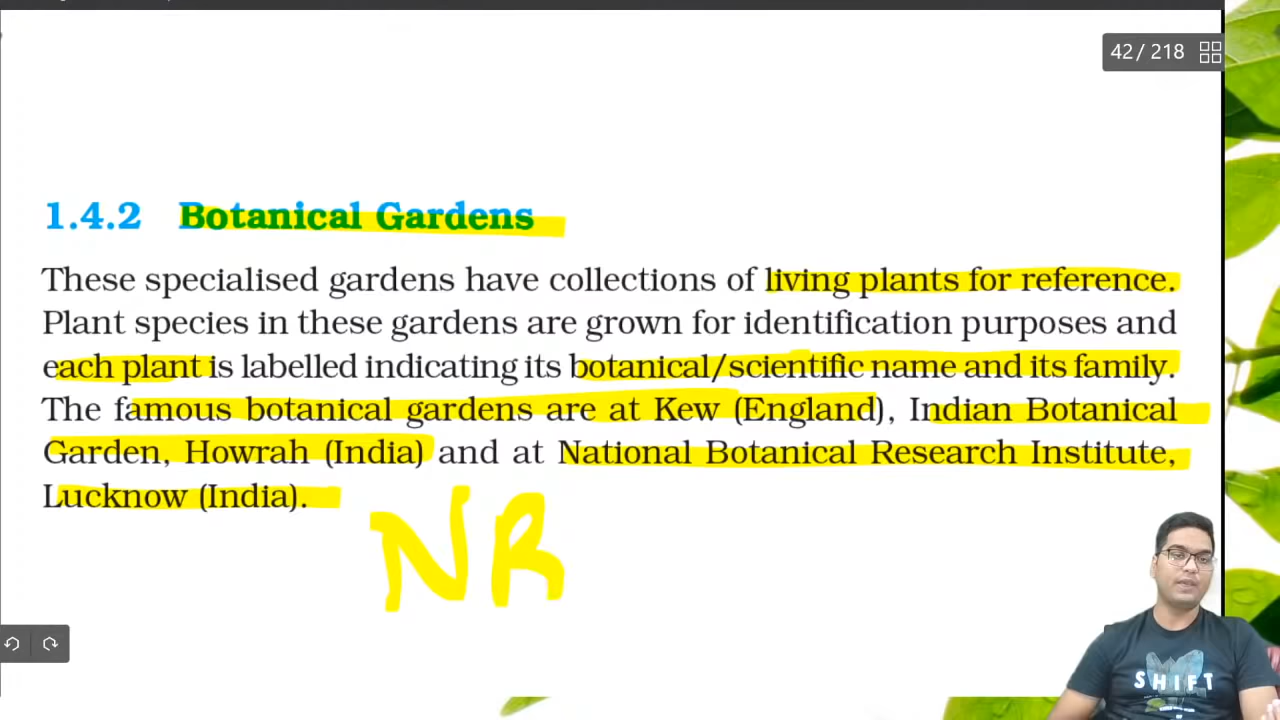 42 / 218
1.4.2 Botanical Gardens
These specialised gardens have collections of living plants for reference.
Plant species in these gardens are grown for identification purposes and
each plant is labelled indicating its botanical/scientific name and its family.
The famous botanical gardens are at Kew (England), Indian Botanical
Garden, Howrah (India) and at National Botanical Research Institute,
Lucknow (India).
NR
SHIFT